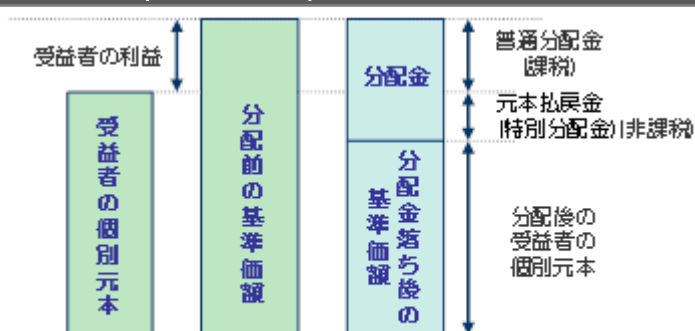 受益者の利益
受益者の個別元本
分配前の基準価額
分配金
分配金落ち後の
基準価額
普通分配金
(課税)
元本払戻金
(特別分配金)(非課税)
分配後の
受益者の
個別元本